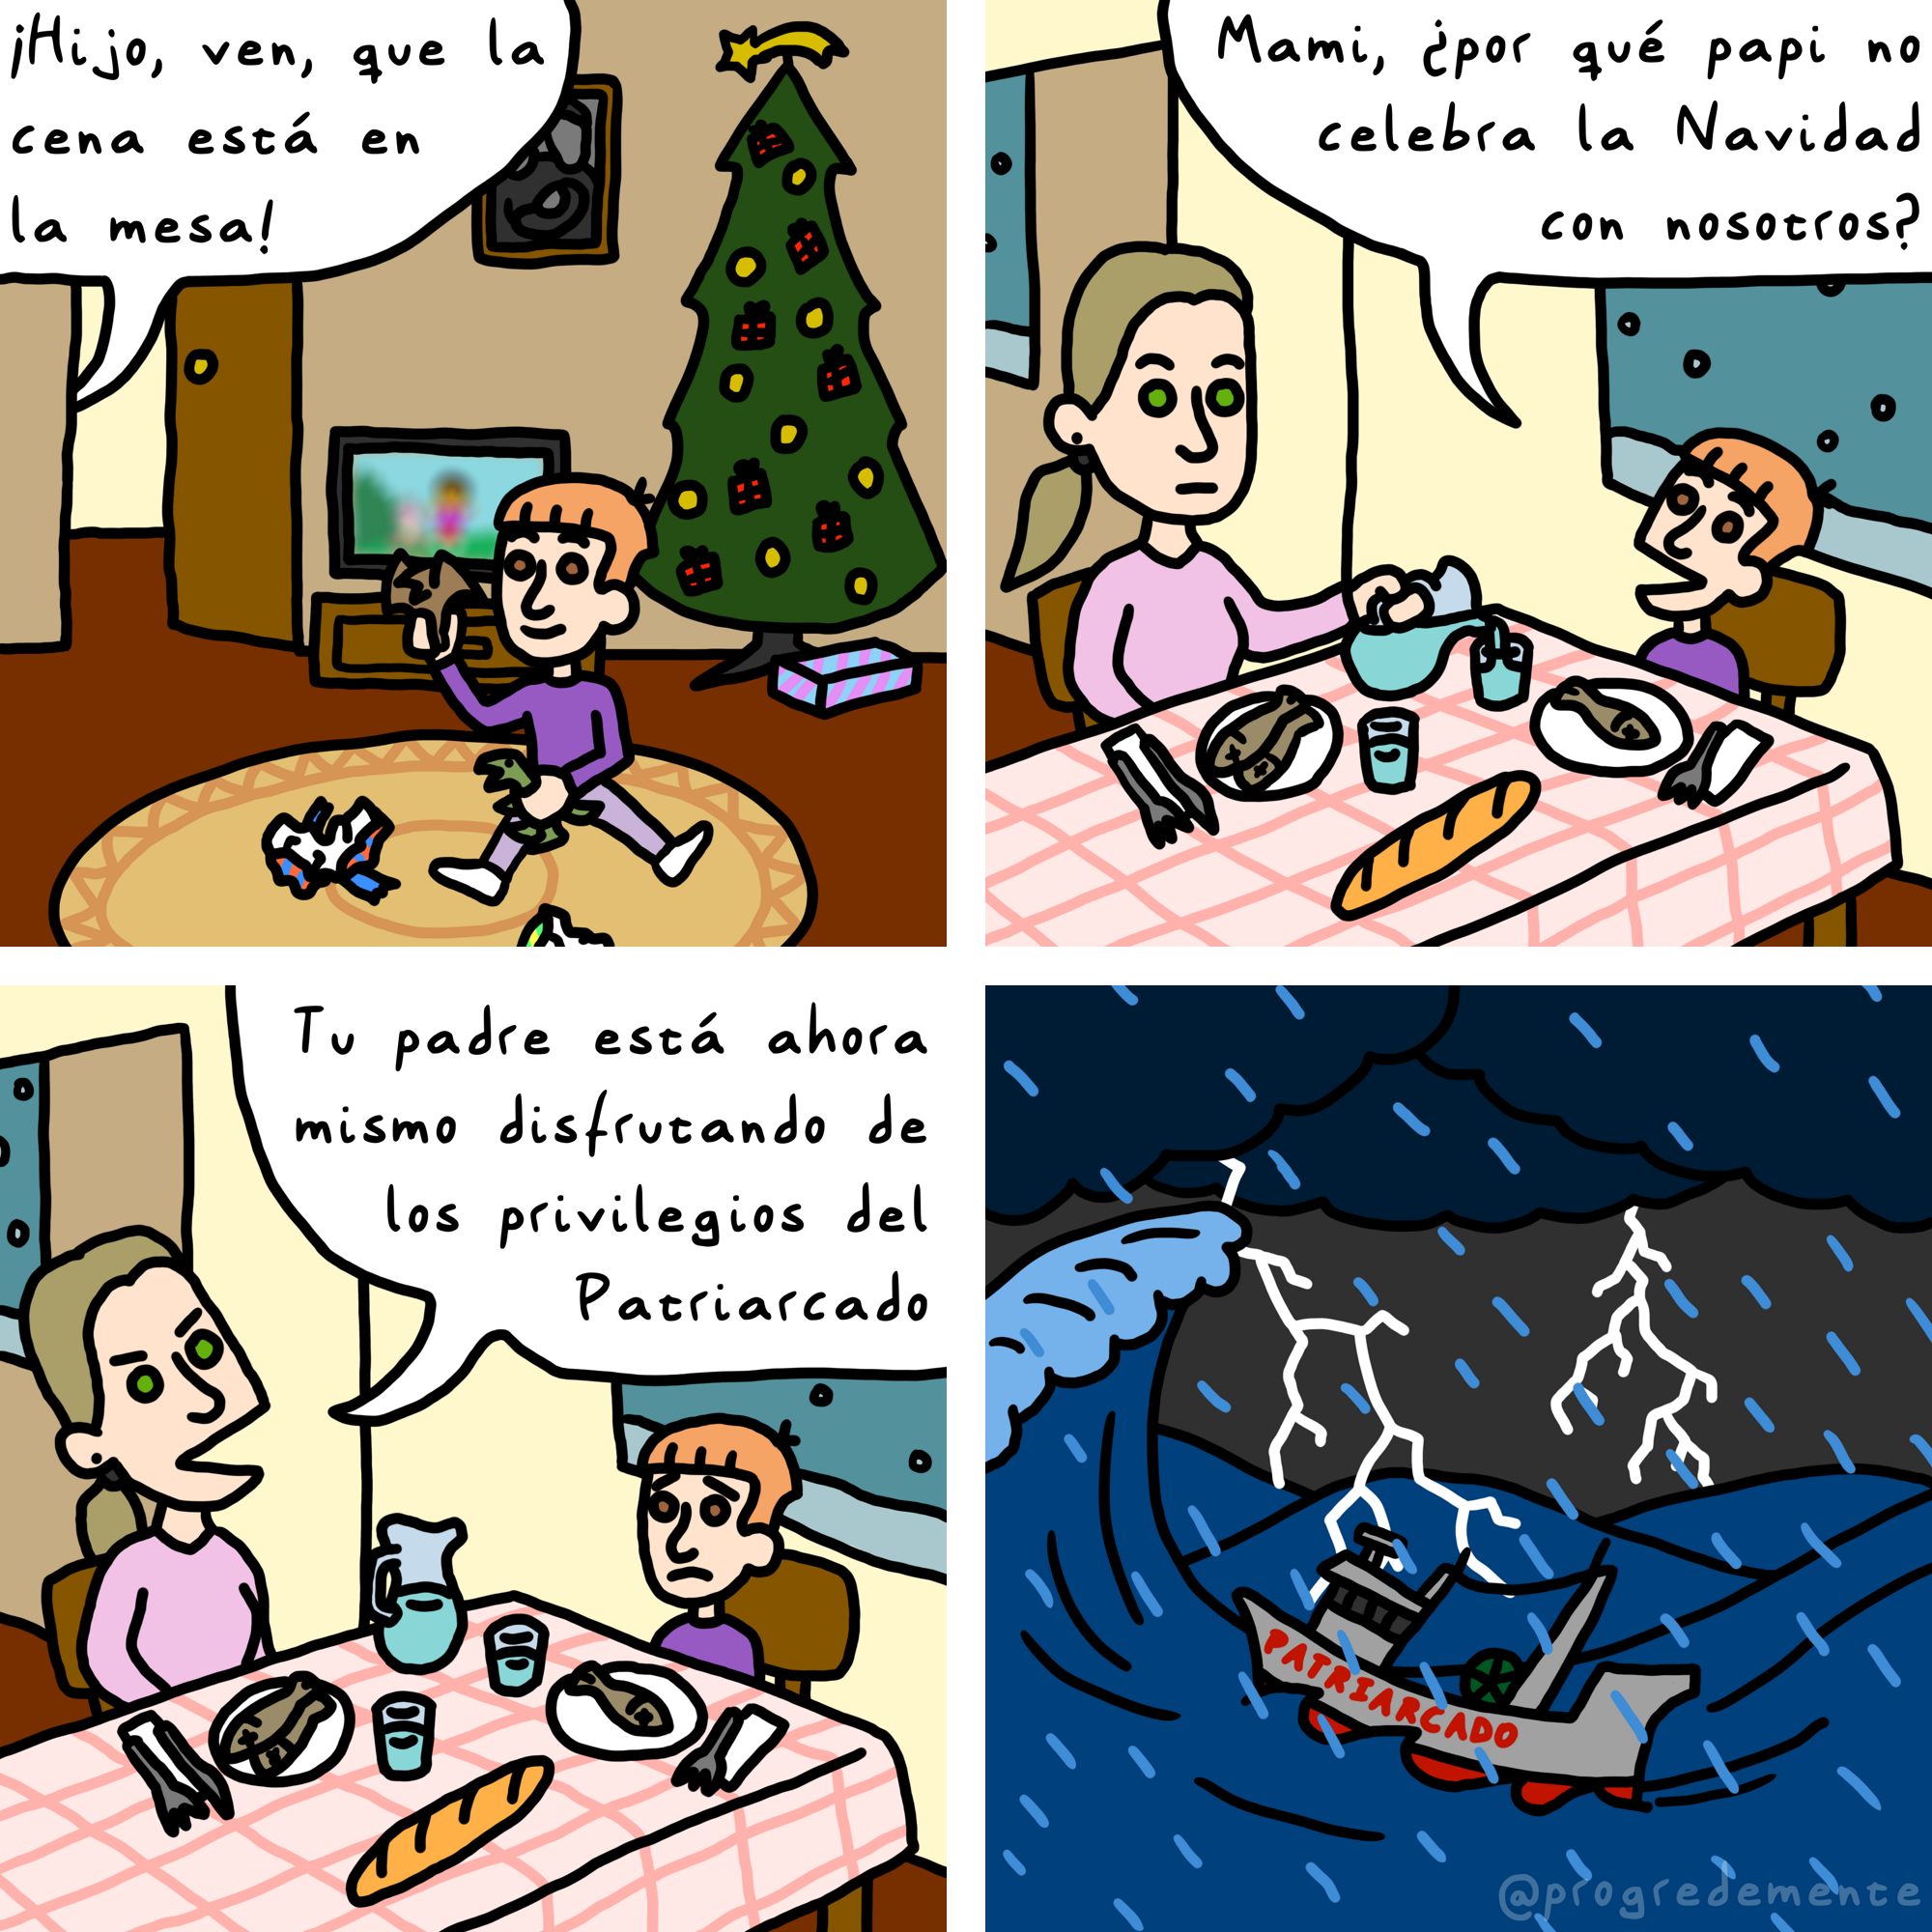 ¡Hijo, ven, que la
cena está en
la mesa!
Mami, ¿por qué papi no
celebra la Navidad
con nosotros?
Tu padre está ahora
mismo disfrutando de
los privilegios del
Patriarcado
PATRIARCADO
@progredemente